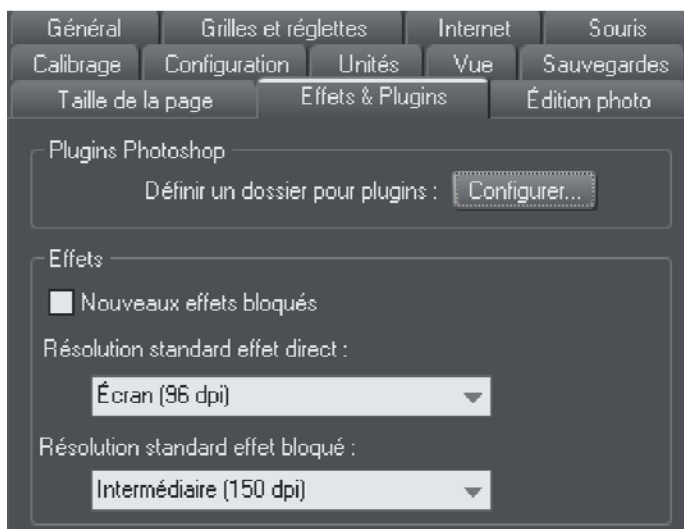 Général Grilles et réglettes Internet Souris
Calibrage Configuration Unités Vue Sauvegardes
Taille de la page Effets & Plugins Édition photo
Plugins Photoshop
Définir un dossier pour plugins : Configurer...
Effets
Nouveaux effets bloqués
Résolution standard effet direct :
Écran (96 dpi)
Résolution standard effet bloqué :
Intermédiaire (150 dpi)